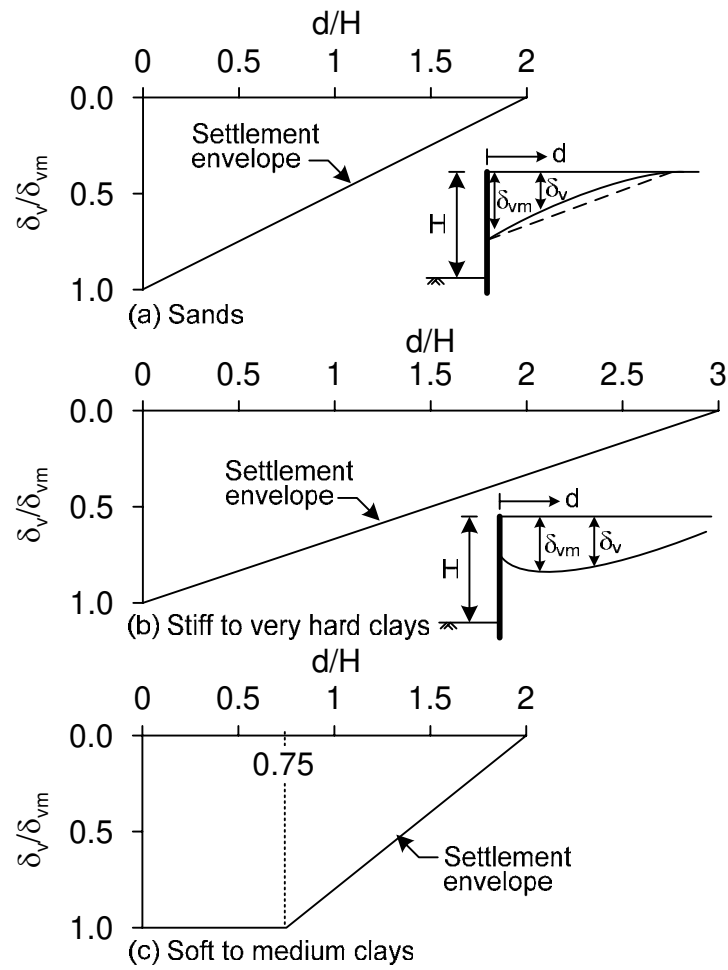 d/H
0 0.5 1 1.5 2
0.0
0.5
1.0
δv/δvm
Settlement
envelope
d
H
δvm
δv
(a) Sands
d/H
0 0.5 1 1.5 2 2.5 3
0.0
0.5
1.0
δv/δvm
Settlement
envelope
d
H
δvm
δv
(b) Stiff to very hard clays
d/H
0 0.5 1 1.5 2
0.0
0.5
1.0
δv/δvm
0.75
Settlement
envelope
(c) Soft to medium clays